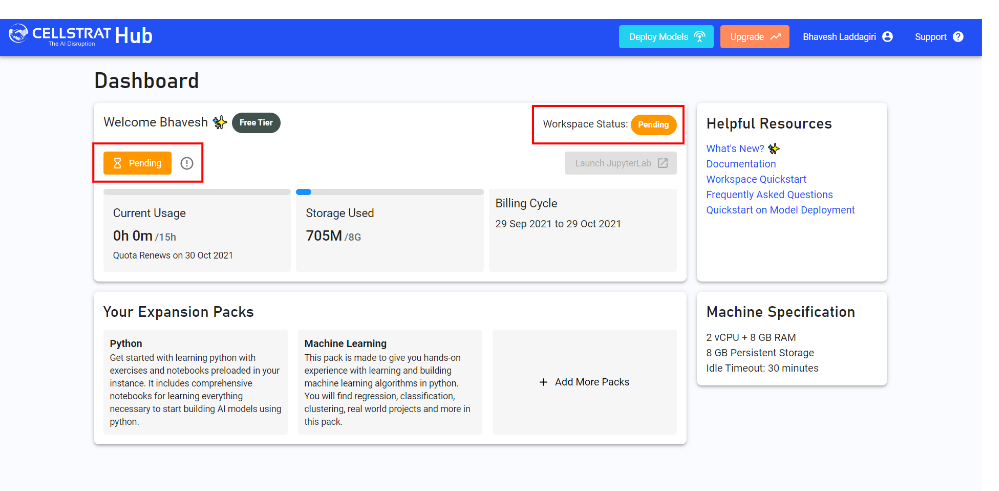 CELLSTRAT Hub
The AI Disruption
Deploy Models
Upgrade
Bhavesh Laddagiri
Support
Dashboard
Welcome Bhavesh
Free Tier
Workspace Status: Pending
Pending
Launch JupyterLab
Current Usage
0h 0m /15h
Quota Renews on 30 Oct 2021
Storage Used
705M /8G
Billing Cycle
29 Sep 2021 to 29 Oct 2021
Helpful Resources
What's New?
Documentation
Workspace Quickstart
Frequently Asked Questions
Quickstart on Model Deployment
Your Expansion Packs
Python
Get started with learning python with
exercises and notebooks preloaded in your
instance. It includes comprehensive
notebooks for learning everything
necessary to start building AI models using
python.
Machine Learning
This pack is made to give you hands-on
experience with learning and building
machine learning algorithms in python.
You will find regression, classification,
clustering, real world projects and more in
this pack.
+ Add More Packs
Machine Specification
2 vCPU + 8 GB RAM
8 GB Persistent Storage
Idle Timeout: 30 minutes